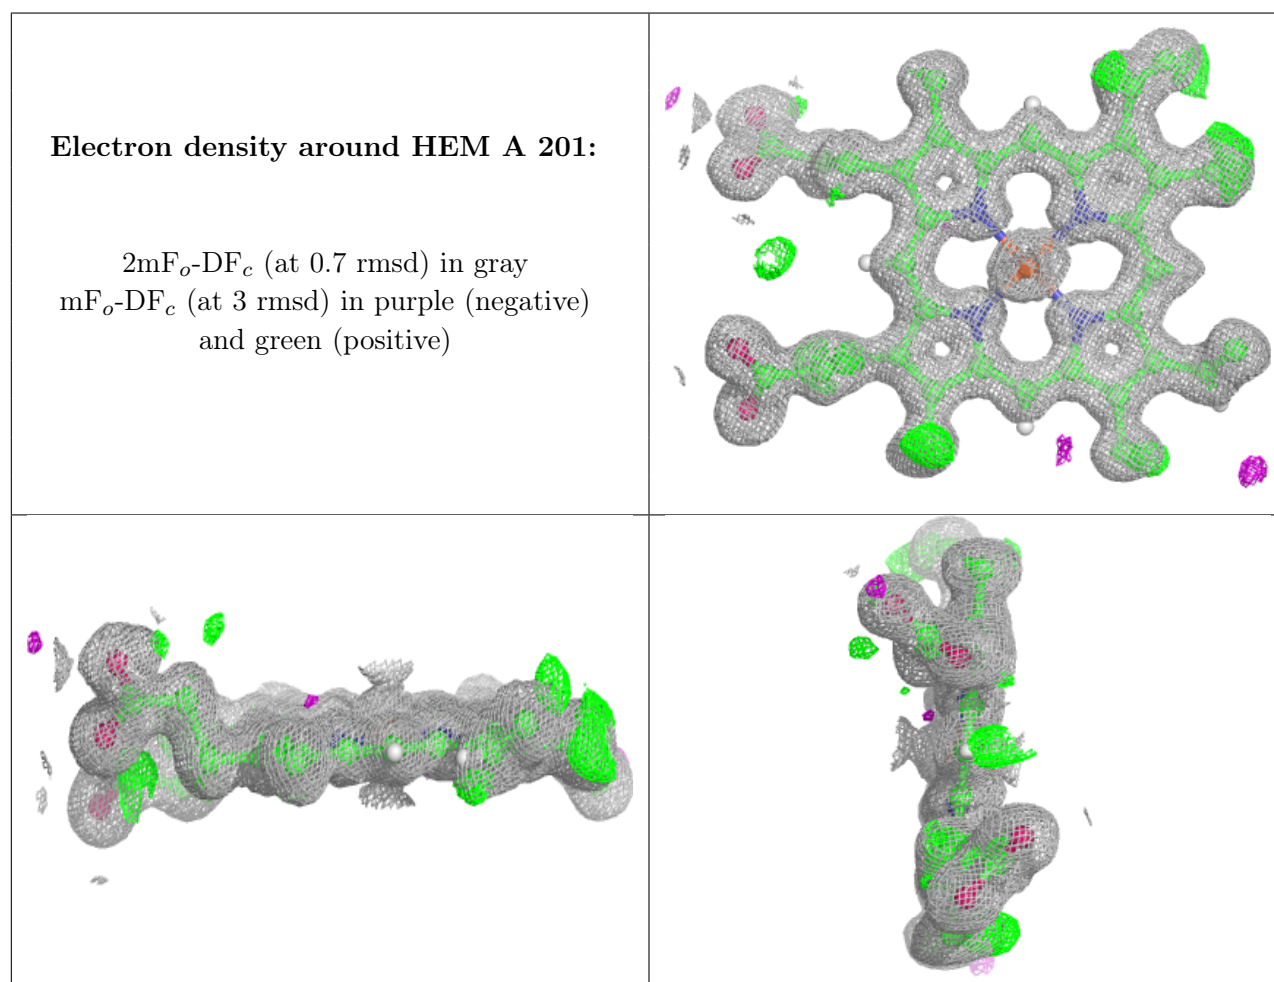 Electron density around HEM A 201:
2mFo-DFc (at 0.7 rmsd) in gray
mFo-DFc (at 3 rmsd) in purple (negative)
and green (positive)